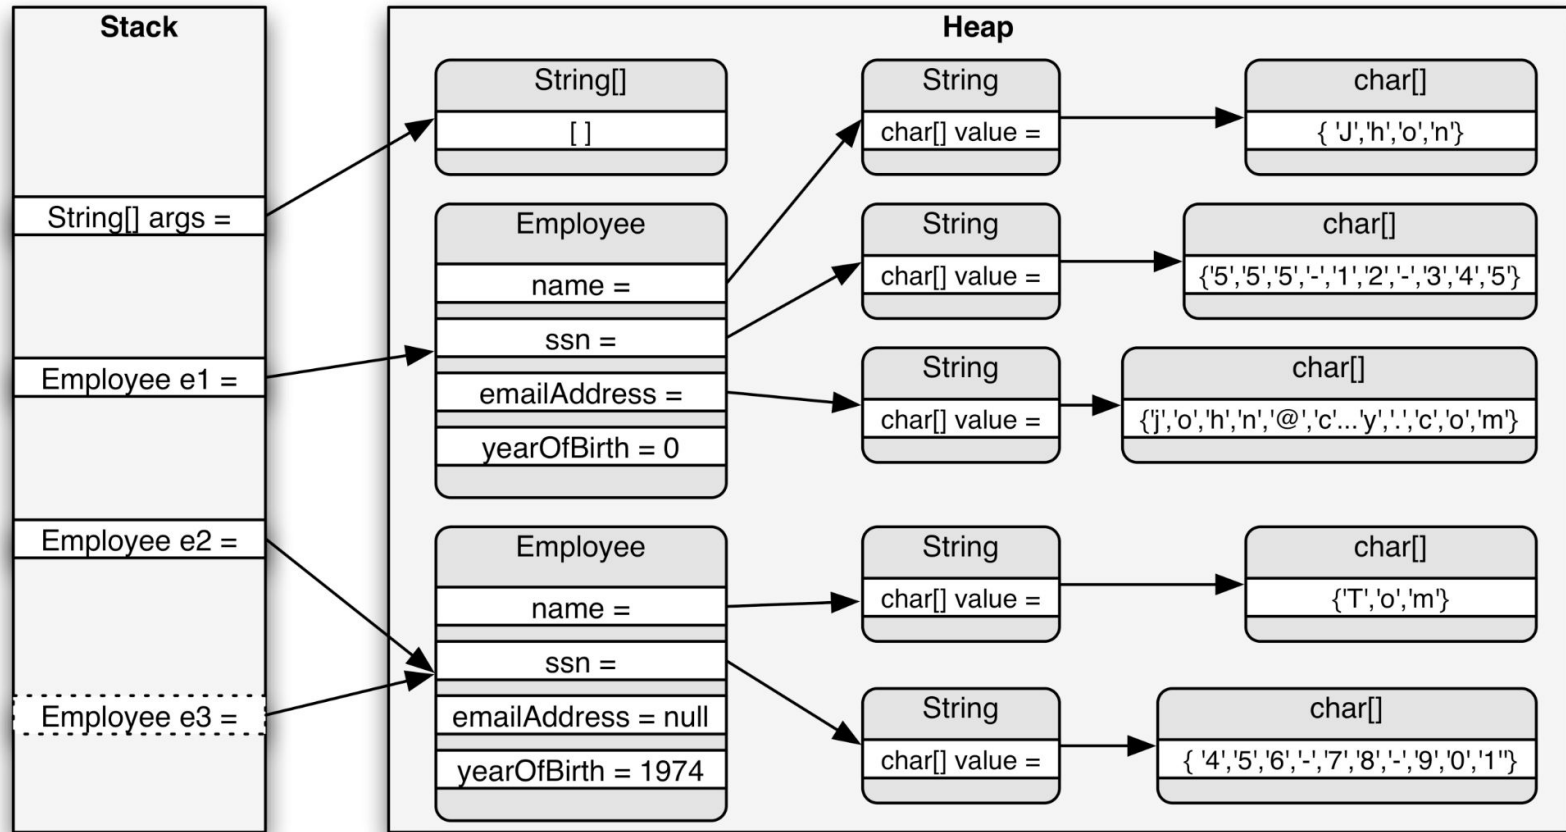 Stack
String[] args =
Employee e1 =
Employee e2 =
Employee e3 =
Heap
String[]
[ ]
Employee
name =
ssn =
emailAddress =
yearOfBirth = 0
Employee
name =
ssn =
emailAddress = null
yearOfBirth = 1974
String
char[] value =
char[]
{ 'J','h','o','n'}
String
char[] value =
char[]
{'5','5','5','-','1','2','-','3','4','5'}
String
char[] value =
char[]
{'j','o','h','n','@','c'...'y','.','c','o','m'}
String
char[] value =
char[]
{'T','o','m'}
String
char[] value =
char[]
{ '4','5','6','-','7','8','-','9','0','1"}